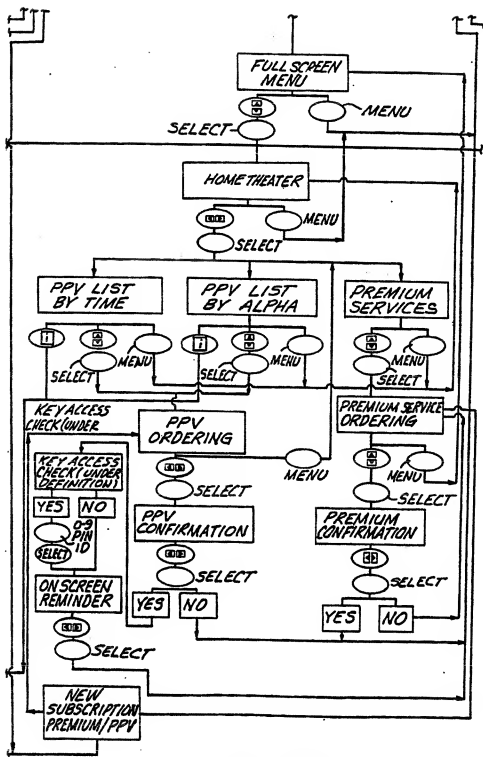 FULL SCREEN
MENU
MENU
SELECT
HOME THEATER
MENU
SELECT
PPV LIST
BY TIME
PPV LIST
BY ALPHA
PREMIUM
SERVICES
i
MENU
SELECT
i
MENU
SELECT
MENU
SELECT
KEY ACCESS
CHECK (UNDER
PPV
ORDERING
PREMIUM SERVICE
ORDERING
KEY ACCESS
CHECK (UNDER
DEFINITION)
MENU
MENU
YES
NO
SELECT
SELECT
0-9
PIN
ID
SELECT
PPV
CONFIRMATION
PREMIUM
CONFIRMATION
ON SCREEN
REMINDER
SELECT
SELECT
YES
NO
YES
NO
SELECT
NEW
SUBSCRIPTION
PREMIUM/PPV